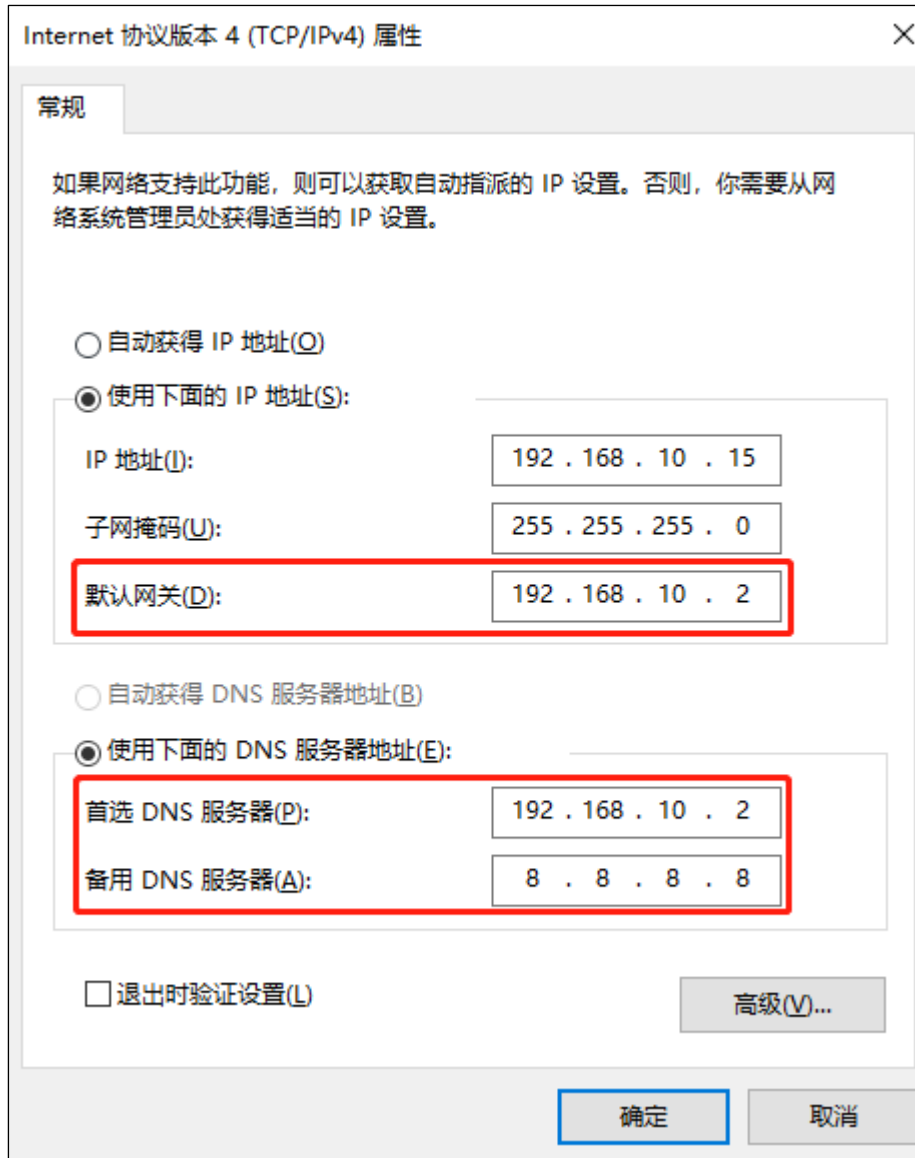 Internet 协议版本 4 (TCP/IPv4) 属性
常规
如果网络支持此功能，则可以获取自动指派的 IP 设置。否则，你需要从网
络系统管理员处获得适当的 IP 设置。
自动获得 IP 地址(O)
使用下面的 IP 地址(S):
IP 地址(I): 192 . 168 . 10 . 15
子网掩码(U): 255 . 255 . 255 . 0
默认网关(D): 192 . 168 . 10 . 2
自动获得 DNS 服务器地址(B)
使用下面的 DNS 服务器地址(E):
首选 DNS 服务器(P): 192 . 168 . 10 . 2
备用 DNS 服务器(A): 8 . 8 . 8 . 8
退出时验证设置(L)
高级(V)...
确定 取消